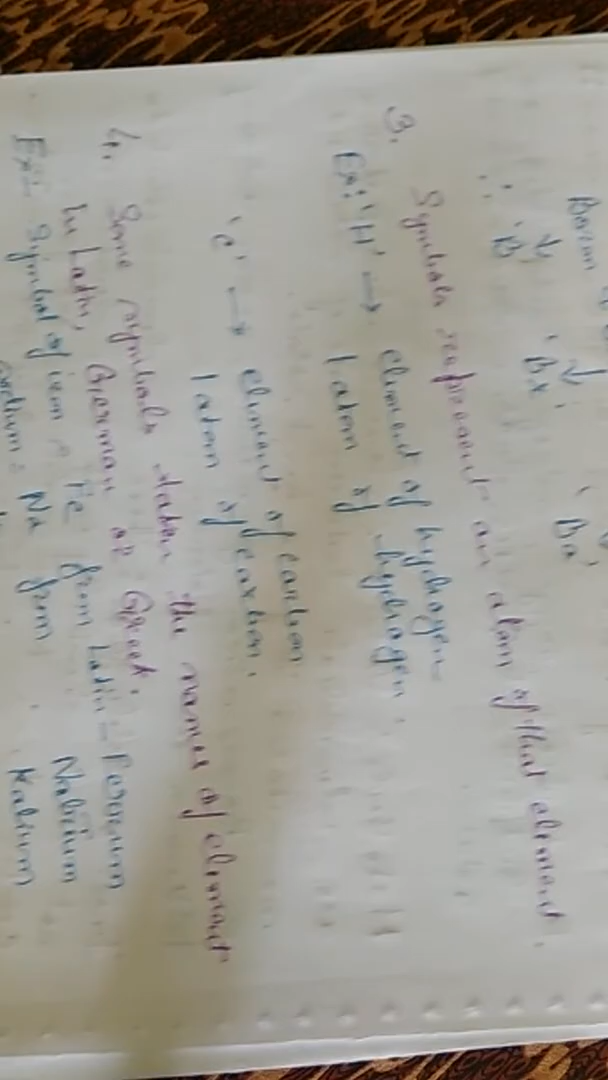 Boron
↓ ↓
∴ 'B' 'Br' 'Ba'
3. Symbols represent an atom of that element.
Ex: 'H' → element of hydrogen
1 atom of hydrogen.
'C' → element of carbon
1 atom of carbon.
4. Some symbols taken the names of element
In Latin, German or Greek.
Ex:- Symbol of iron = Fe from Latin - Ferrum
Sodium = Na from Natrium
Kalium